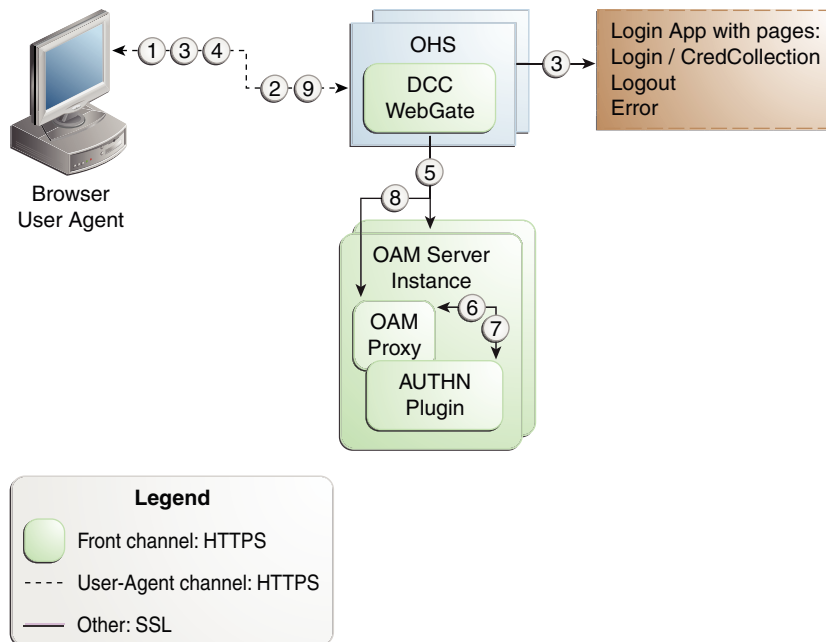 1 3 4
2 9
Browser
User Agent
OHS
DCC
WebGate
3
Login App with pages:
Login / CredCollection
Logout
Error
5
8
OAM Server
Instance
OAM
Proxy
6
7
AUTHN
Plugin
Legend
Front channel: HTTPS
User-Agent channel: HTTPS
Other: SSL